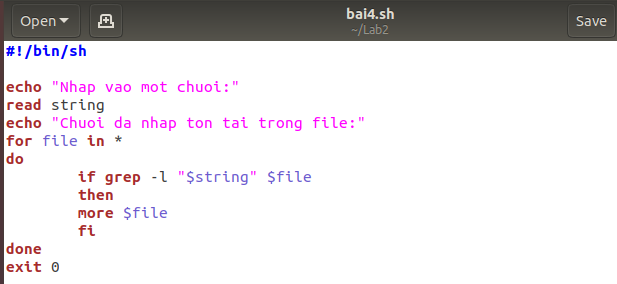 Open
bai4.sh
~/Lab2
Save
#!/bin/sh
echo "Nhap vao mot chuoi:"
read string
echo "Chuoi da nhap ton tai trong file:"
for file in *
do
        if grep -l "$string" $file
        then
        more $file
        fi
done
exit 0